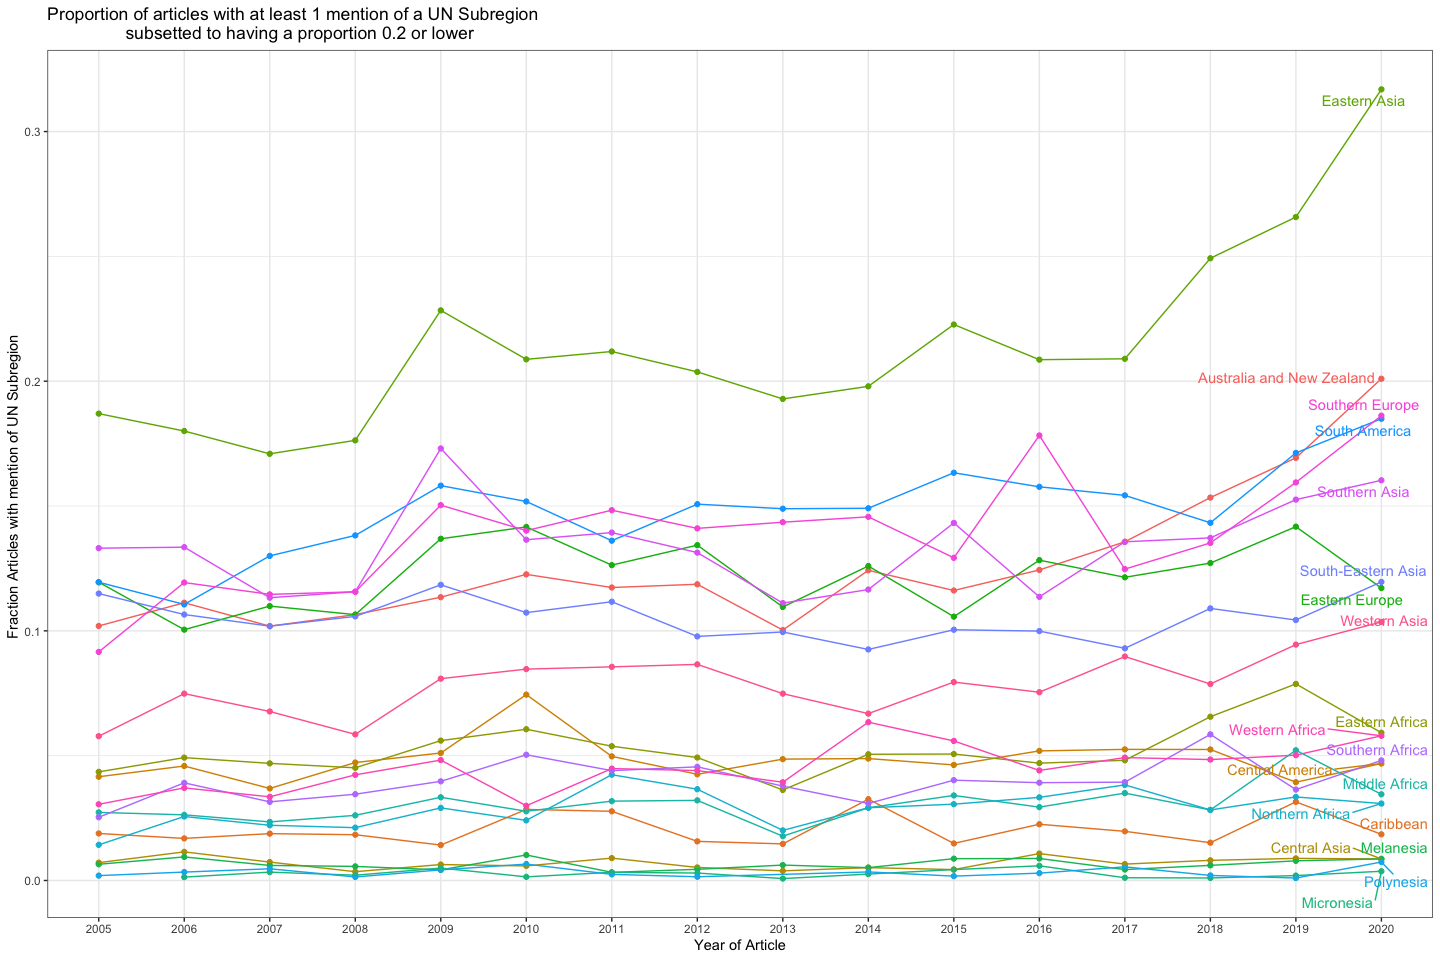 Proportion of articles with at least 1 mention of a UN Subregion
subsetted to having a proportion 0.2 or lower
Fraction Articles with mention of UN Subregion
0.3
0.2
0.1
0.0
Eastern Asia
Australia and New Zealand
Southern Europe
South America
Southern Asia
South-Eastern Asia
Eastern Europe
Western Asia
Eastern Africa
Western Africa
Southern Africa
Central America
Middle Africa
Northern Africa
Caribbean
Central Asia
Melanesia
Polynesia
Micronesia
2005 2006 2007 2008 2009 2010 2011 2012 2013 2014 2015 2016 2017 2018 2019 2020
Year of Article